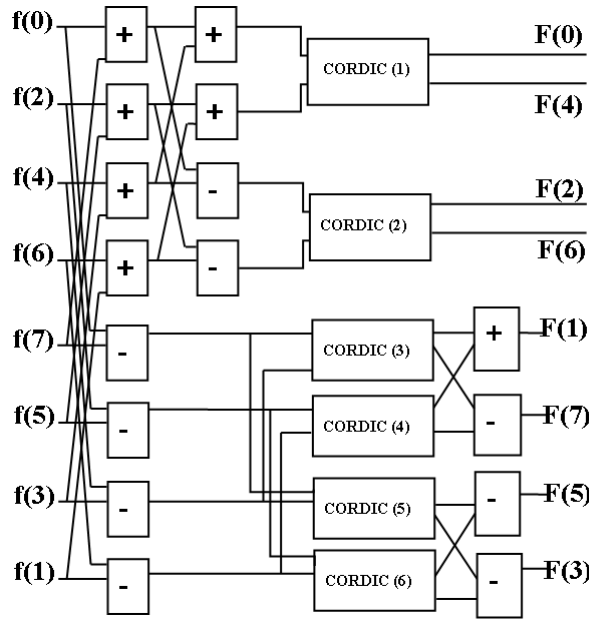 f(0) + + CORDIC (1) F(0)
f(2) + + F(4)
f(4) + - CORDIC (2) F(2)
f(6) + - F(6)
f(7) - CORDIC (3) + F(1)
f(5) - CORDIC (4) - F(7)
f(3) - CORDIC (5) - F(5)
f(1) - CORDIC (6) - F(3)